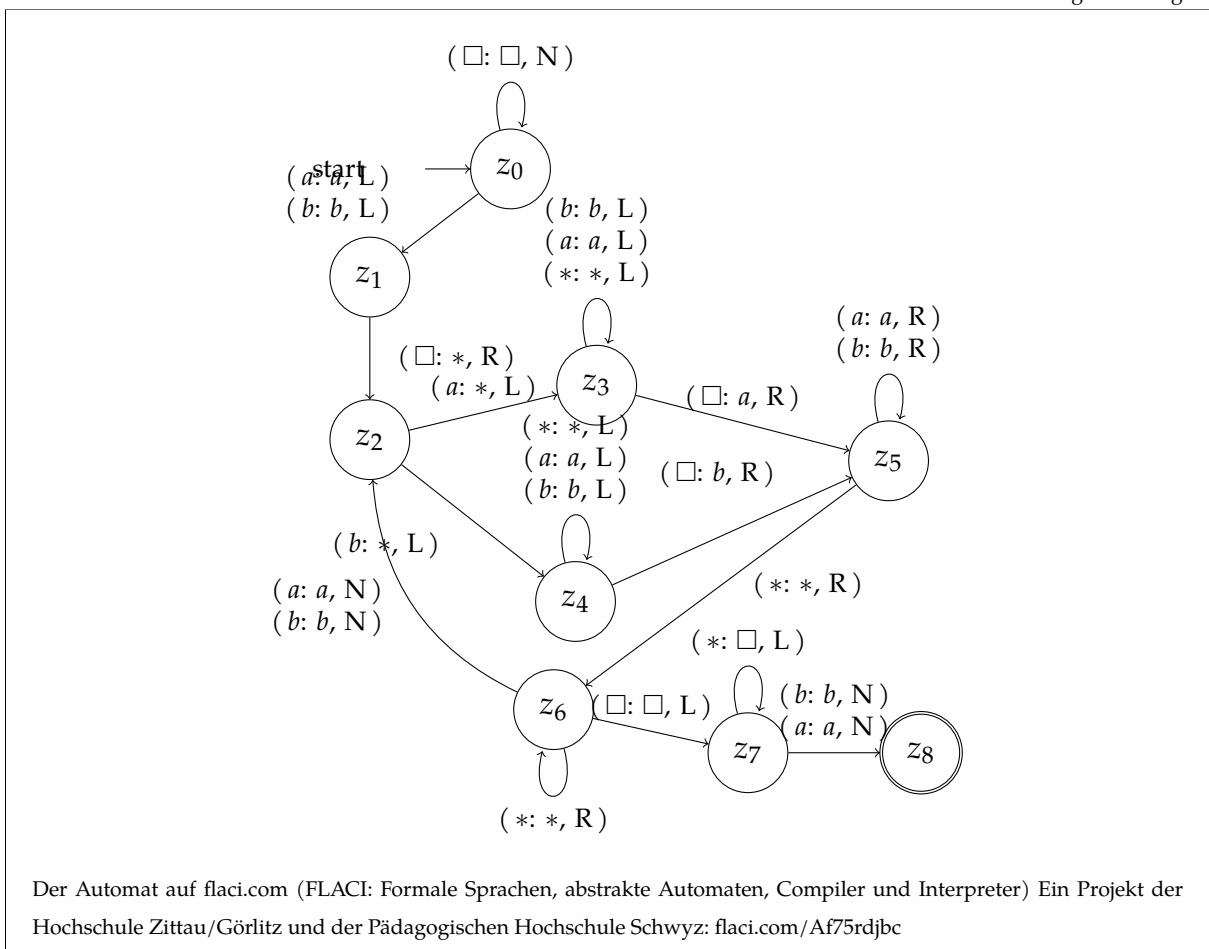 (□: □, N)
z0
start
(a: a, L)
(b: b, L)
(b: b, L)
(a: a, L)
(∗: ∗, L)
z1
(a: a, R)
(b: b, R)
(□: ∗, R)
(a: ∗, L)
z3
(□: a, R)
z2
(∗: ∗, L)
(a: a, L)
(b: b, L)
z5
(□: b, R)
(b: ∗, L)
(a: a, N)
(b: b, N)
z4
(∗: ∗, R)
(∗: □, L)
z6
(□: □, L)
(b: b, N)
(a: a, N)
z7
z8
(∗: ∗, R)
Der Automat auf flaci.com (FLACI: Formale Sprachen, abstrakte Automaten, Compiler und Interpreter) Ein Projekt der
Hochschule Zittau/Görlitz und der Pädagogischen Hochschule Schwyz: flaci.com/Af75rdjbc